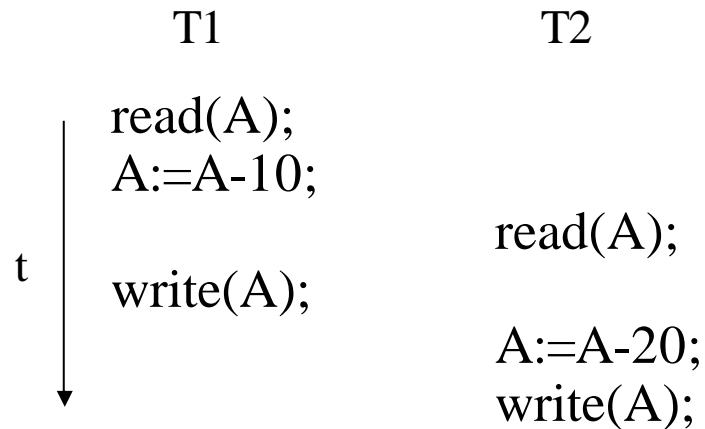 T1 T2
read(A);
A:=A-10;
read(A);
t
write(A);
A:=A-20;
write(A);